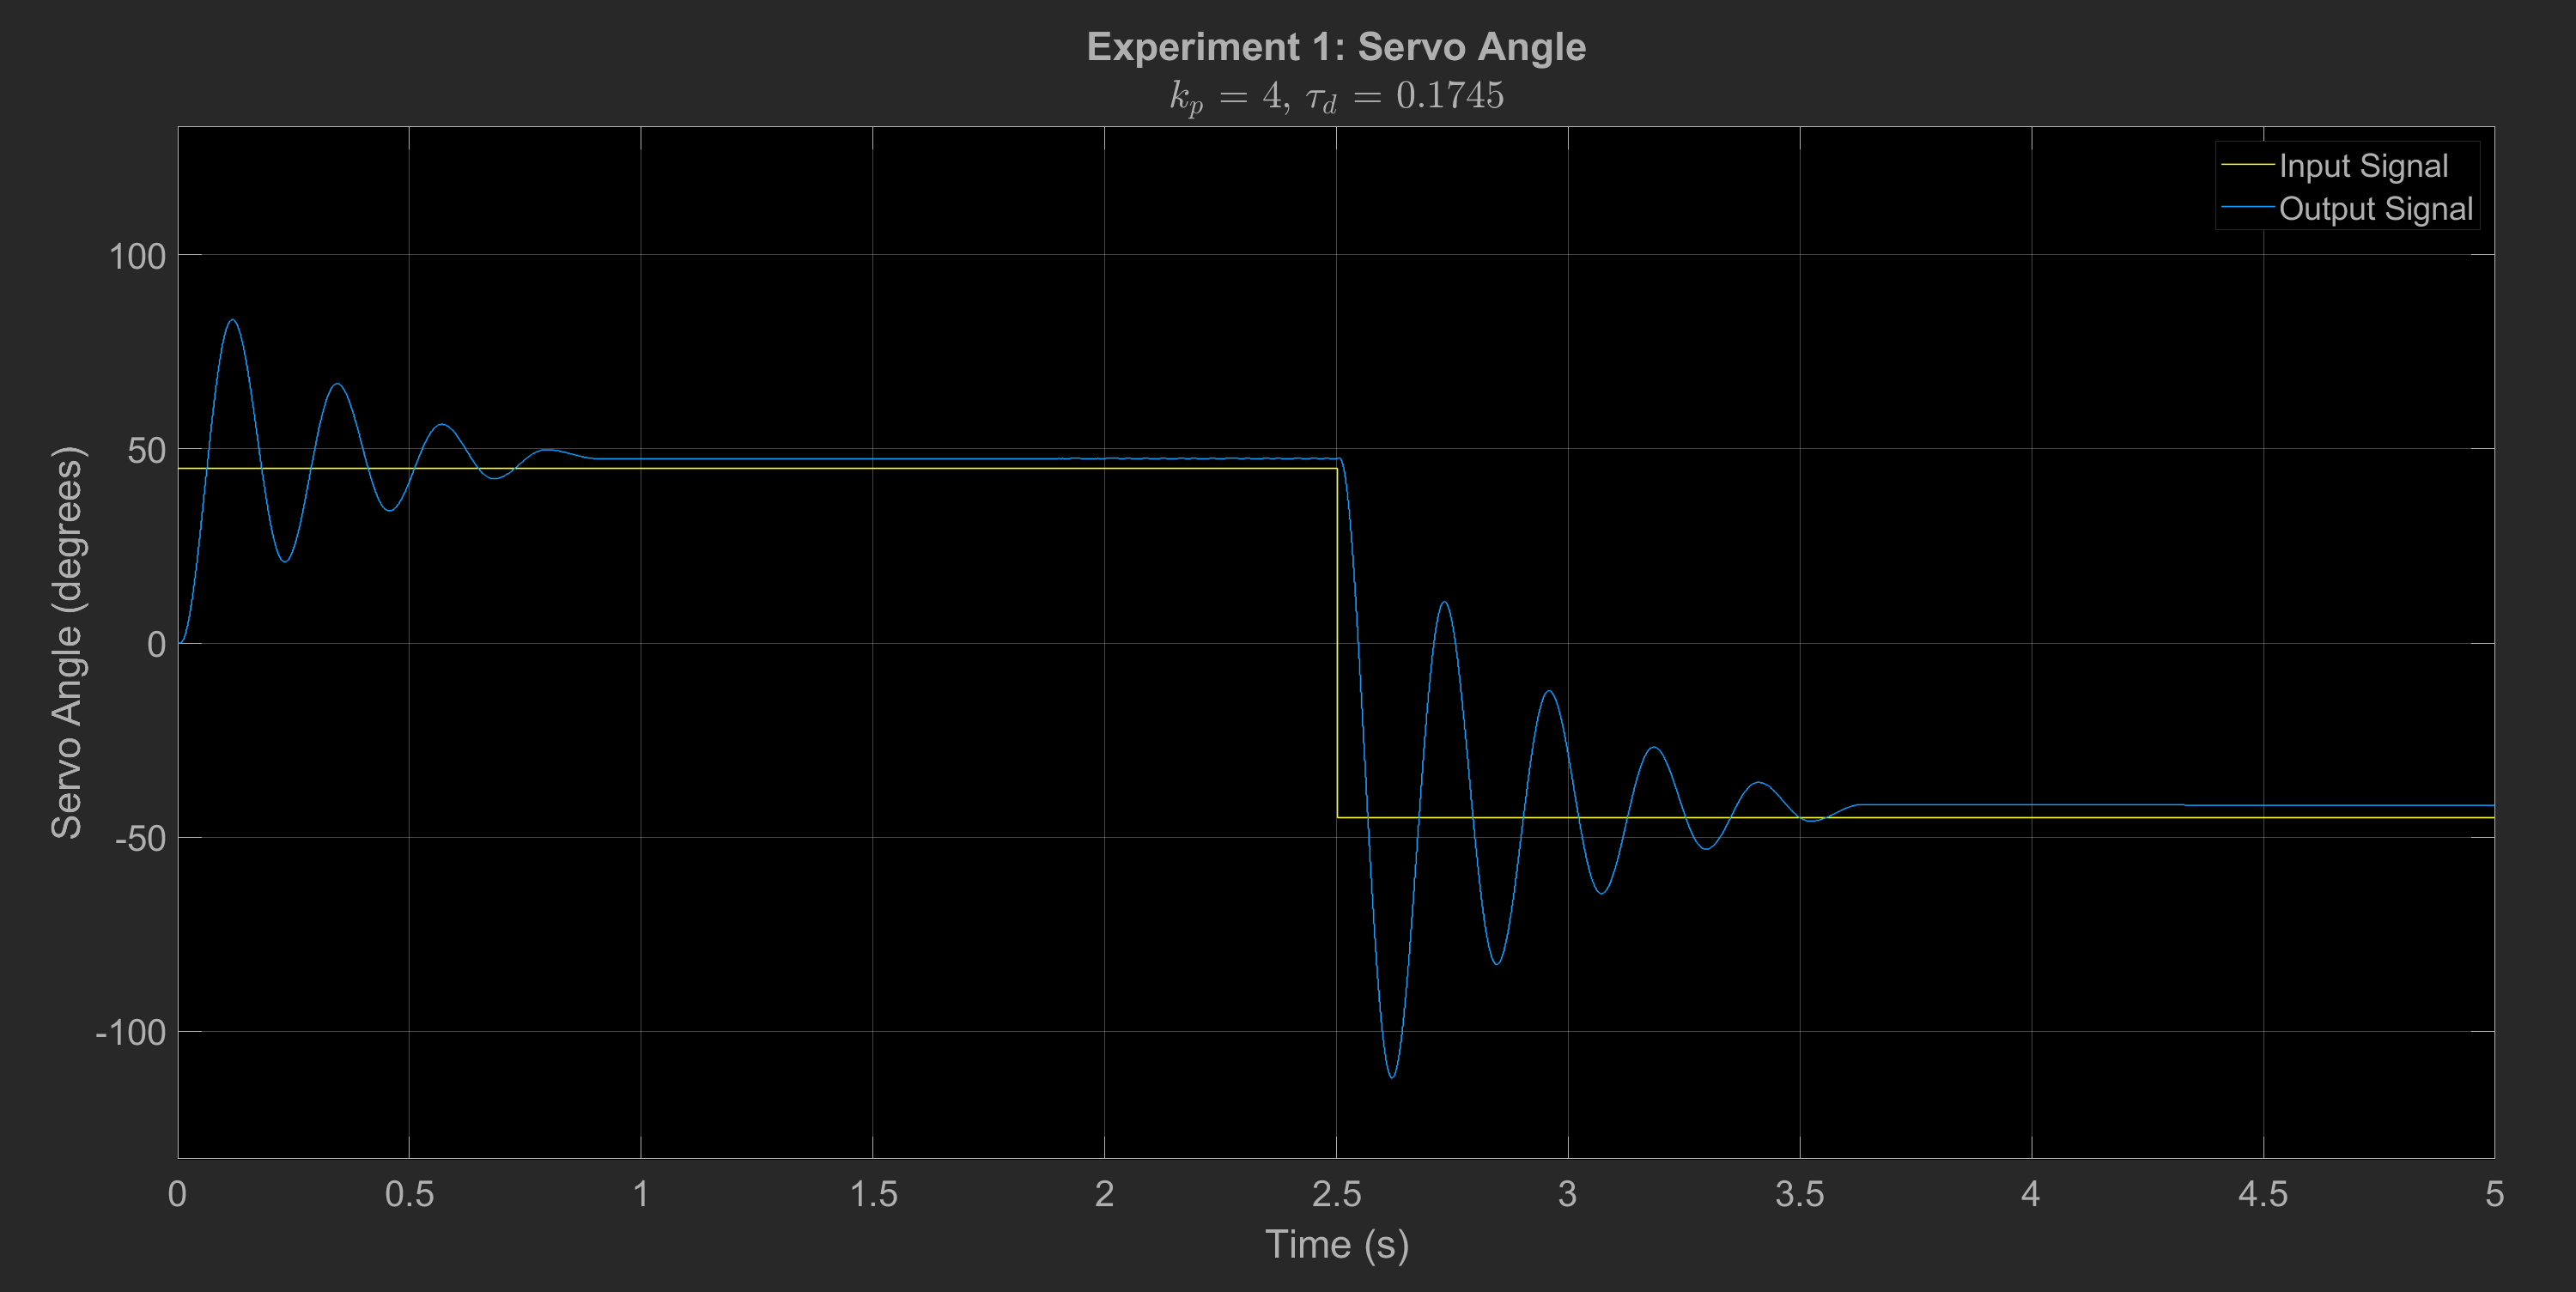 Experiment 1: Servo Angle
k_p = 4, τ_d = 0.1745
Input Signal
Output Signal
100
50
0
-50
-100
Servo Angle (degrees)
0 0.5 1 1.5 2 2.5 3 3.5 4 4.5 5
Time (s)